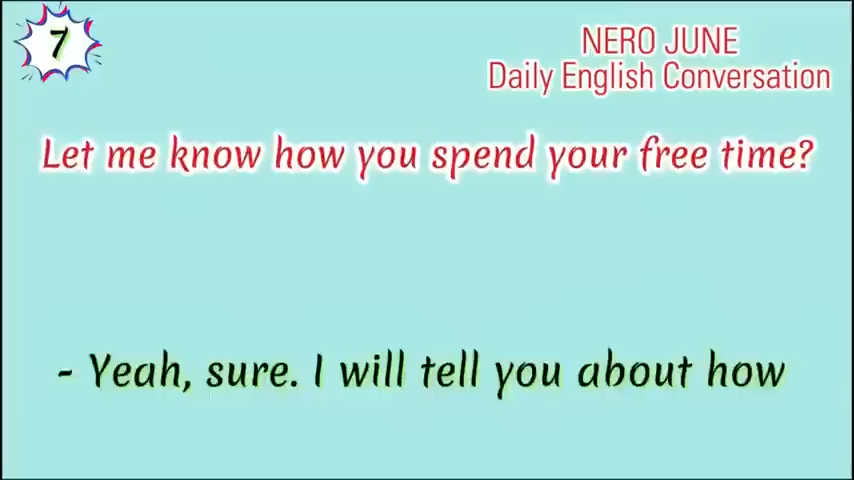 7
NERO JUNE
Daily English Conversation
Let me know how you spend your free time?
- Yeah, sure. I will tell you about how